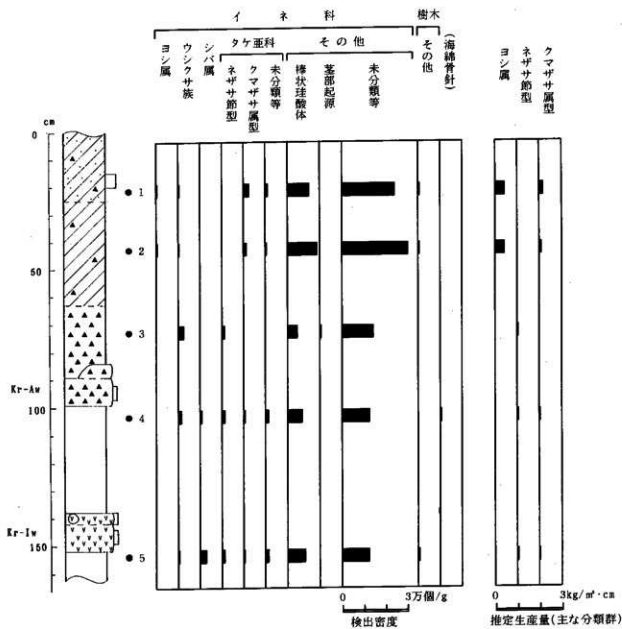 イネ科
樹木
タケ亜科
その他
その他
(海綿骨針)
ヨシ属
ウシクサ族
シバ属
ネザサ節型
クマザサ属型
未分類等
棒状珪酸体
茎部起源
未分類等
ヨシ属
ネザサ節型
クマザサ属型
cm
0
50
100
150
Kr-Aw
Kr-Iw
1
2
3
4
5
0
3万個/g
検出密度
0
3kg/㎡・cm
推定生産量(主な分類群)